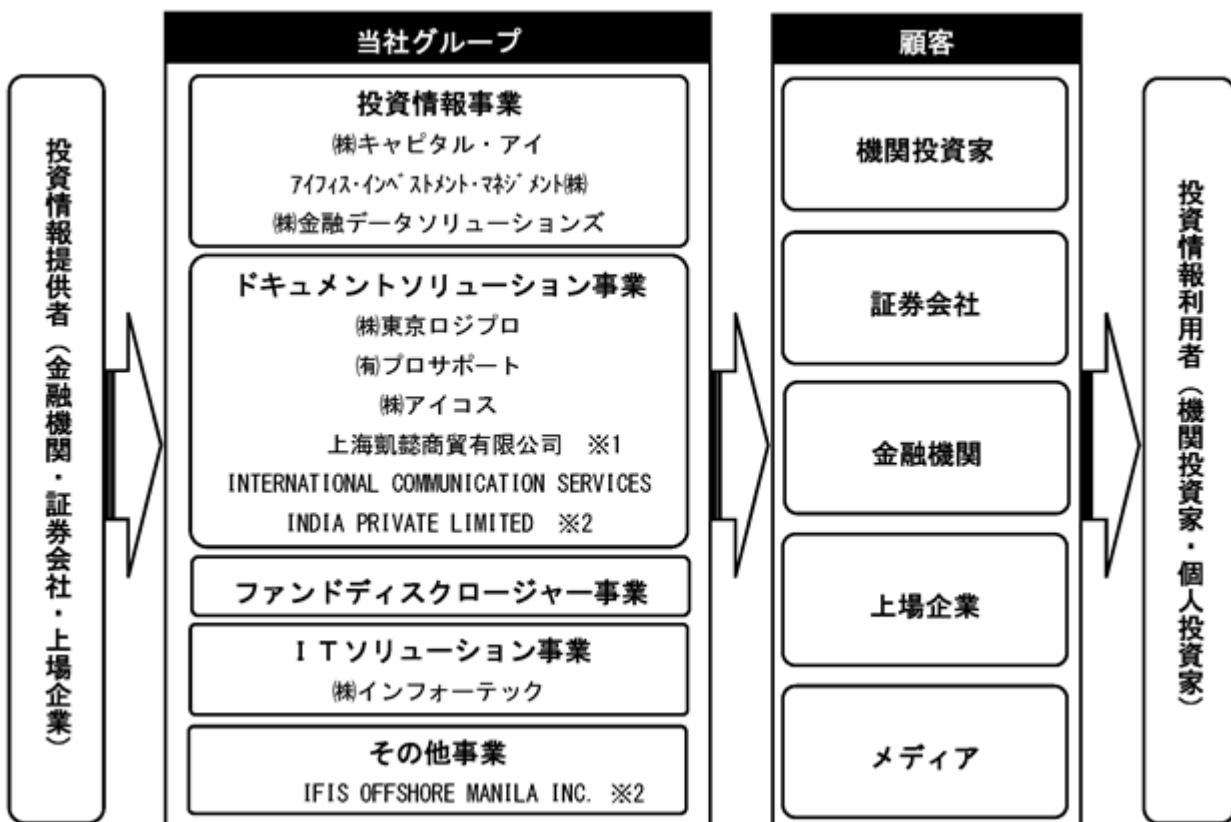 投資情報提供者（金融機関・証券会社・上場企業）
当社グループ
投資情報事業
㈱キャピタル・アイ
ｱｲﾌｨｽ･ｲﾝﾍﾞｽﾄﾒﾝﾄ･ﾏﾈｼﾞﾒﾝﾄ㈱
㈱金融データソリューションズ
ドキュメントソリューション事業
㈱東京ロジプロ
㈲プロサポート
㈱アイコス
上海凱懿商貿有限公司　※1
INTERNATIONAL COMMUNICATION SERVICES
INDIA PRIVATE LIMITED　※2
ファンドディスクロージャー事業
ＩＴソリューション事業
㈱インフォーテック
その他事業
IFIS OFFSHORE MANILA INC.　※2
顧客
機関投資家
証券会社
金融機関
上場企業
メディア
投資情報利用者（機関投資家・個人投資家）